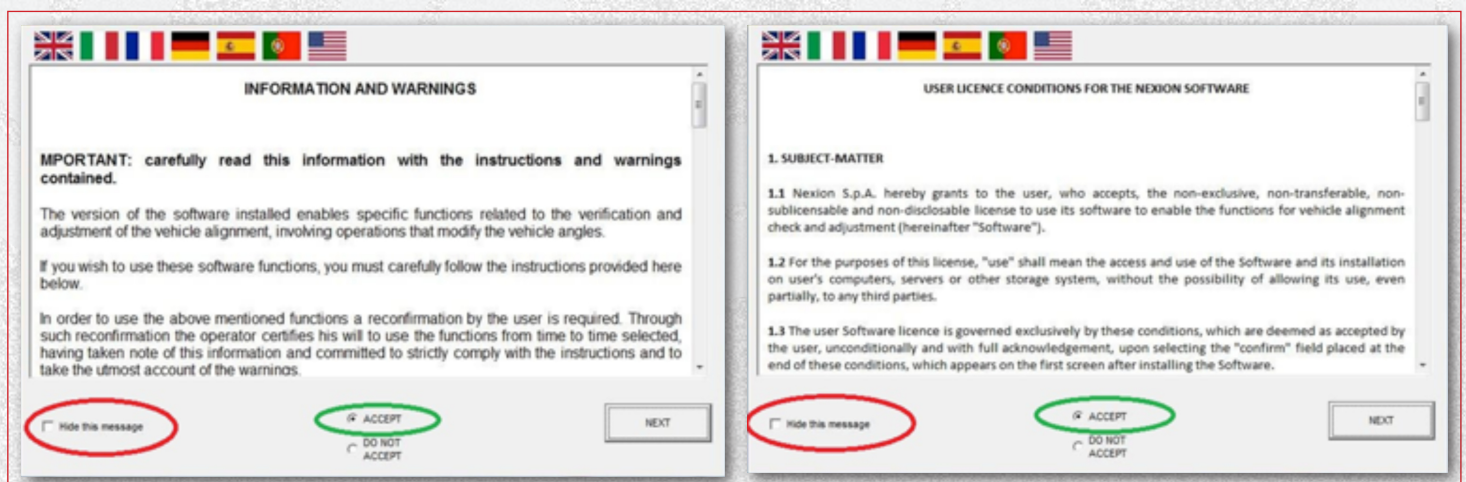 INFORMATION AND WARNINGS
MPORTANT: carefully read this information with the instructions and warnings
contained.
The version of the software installed enables specific functions related to the verification and
adjustment of the vehicle alignment, involving operations that modify the vehicle angles.
If you wish to use these software functions, you must carefully follow the instructions provided here
below.
In order to use the above mentioned functions a reconfirmation by the user is required. Through
such reconfirmation the operator certifies his will to use the functions from time to time selected,
having taken note of this information and committed to strictly comply with the instructions and to
take the utmost account of the warnings.
Hide this message
ACCEPT
DO NOT
ACCEPT
NEXT
USER LICENCE CONDITIONS FOR THE NEXION SOFTWARE
1. SUBJECT-MATTER
1.1 Nexion S.p.A. hereby grants to the user, who accepts, the non-exclusive, non-transferable, non-
sublicensable and non-disclosable license to use its software to enable the functions for vehicle alignment
check and adjustment (hereinafter "Software").
1.2 For the purposes of this license, "use" shall mean the access and use of the Software and its installation
on user's computers, servers or other storage system, without the possibility of allowing its use, even
partially, to any third parties.
1.3 The user Software licence is governed exclusively by these conditions, which are deemed as accepted by
the user, unconditionally and with full acknowledgement, upon selecting the "confirm" field placed at the
end of these conditions, which appears on the first screen after installing the Software.
Hide this message
ACCEPT
DO NOT
ACCEPT
NEXT